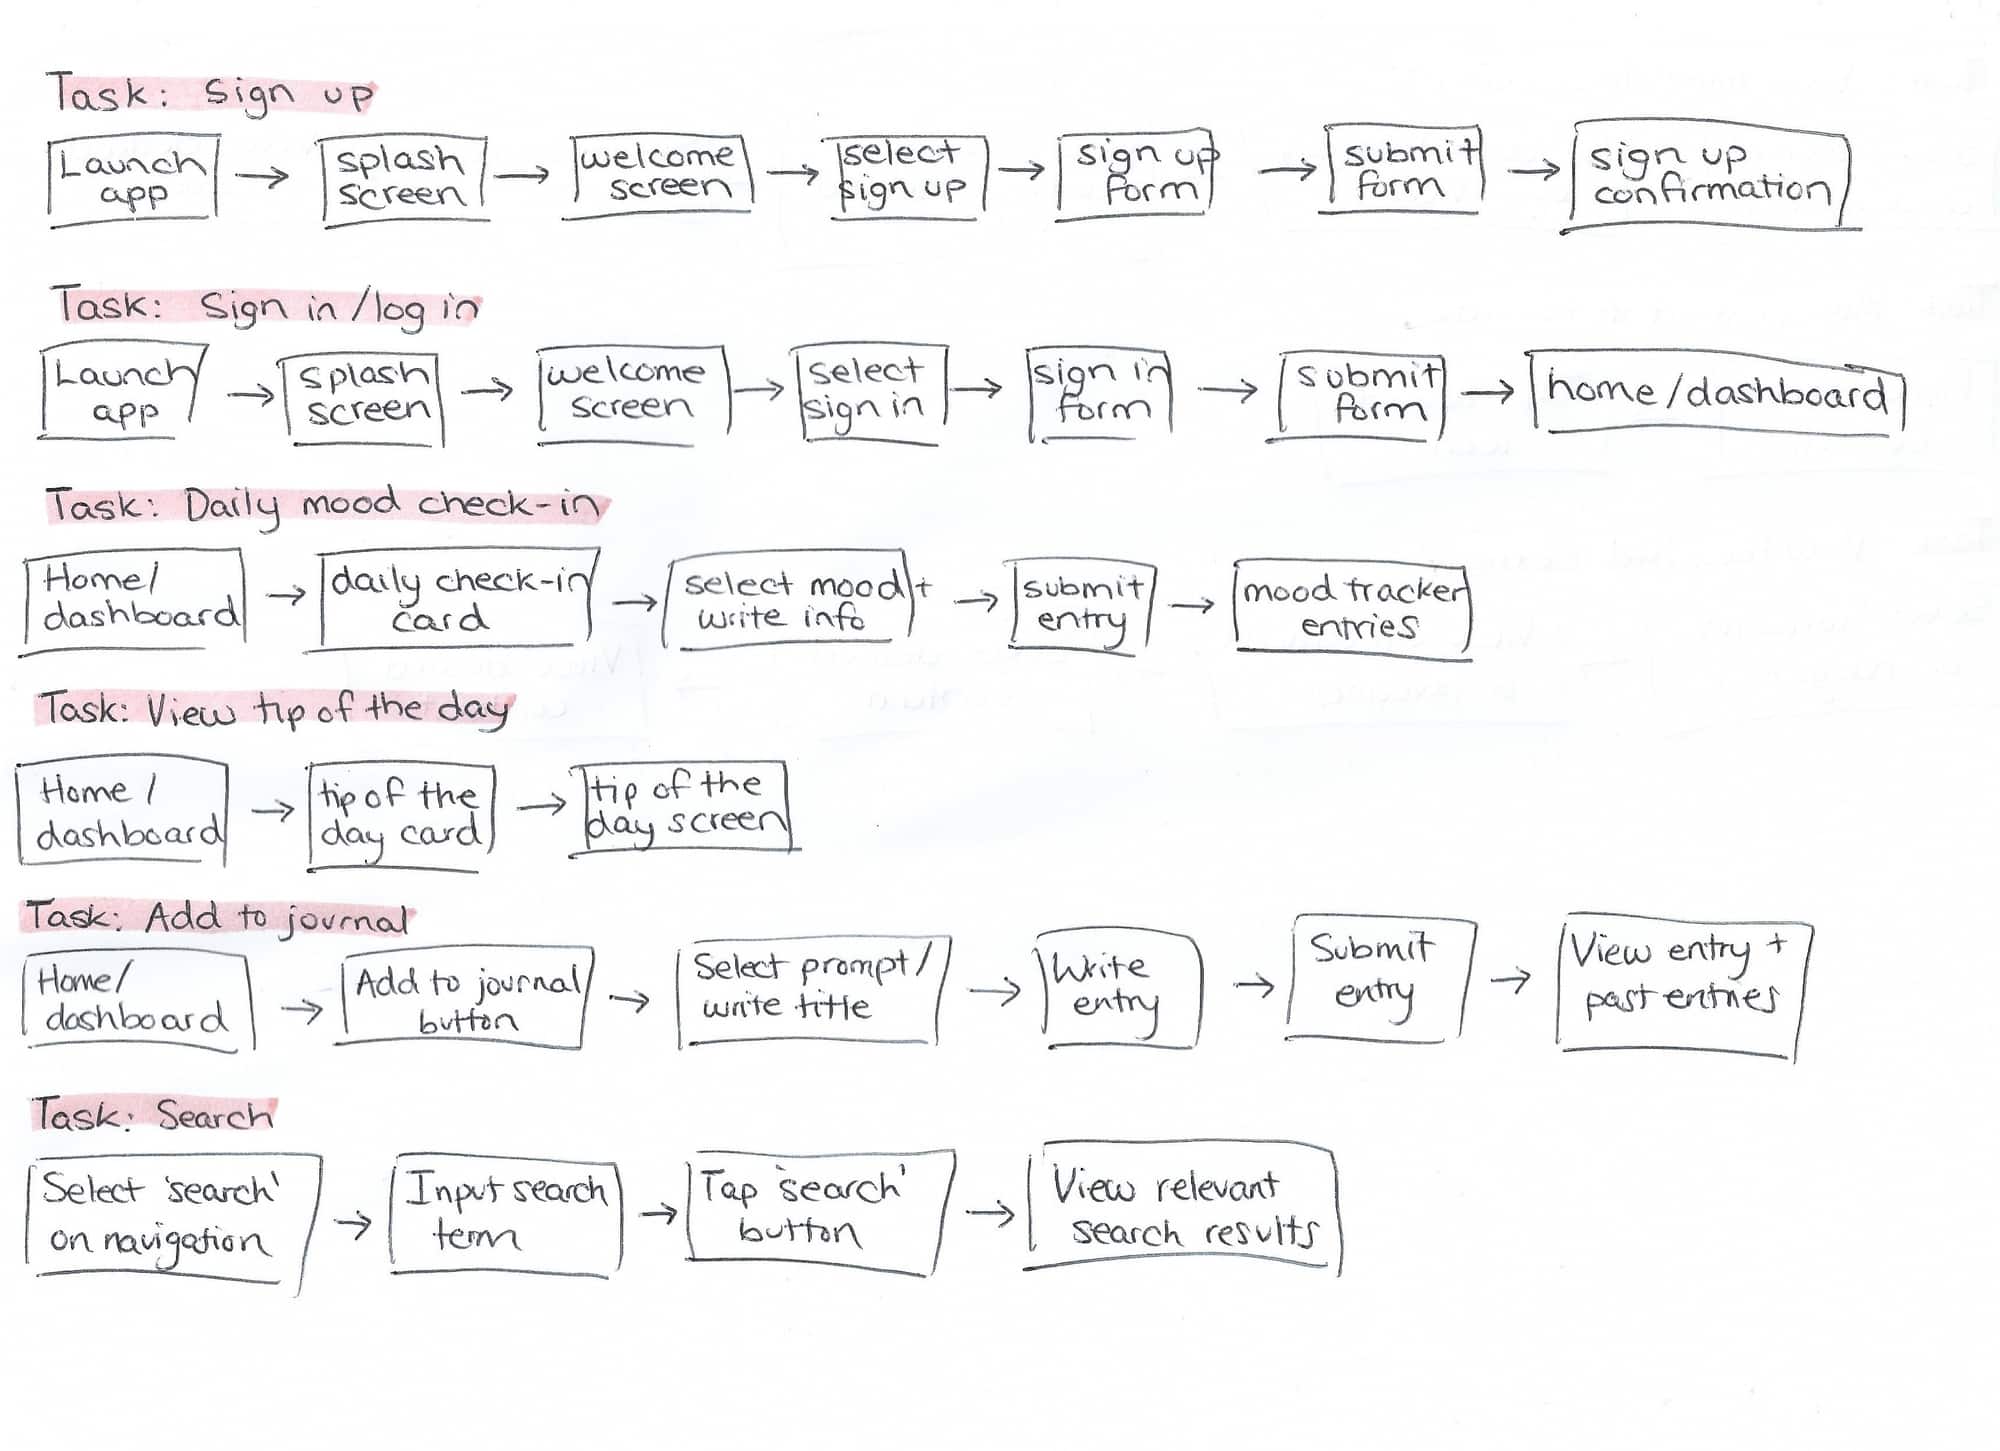 Task: Sign up
Launch app
splash screen
welcome screen
select sign up
sign up form
submit form
sign up confirmation
Task: Sign in/log in
Launch app
splash screen
welcome screen
select sign in
sign in form
submit form
home/dashboard
Task: Daily mood check-in
Home/ dashboard
daily check-in card
select mood + write info
submit entry
mood tracker entries
Task: View tip of the day
Home/ dashboard
tip of the day card
tip of the day screen
Task: Add to journal
Home/ dashboard
Add to journal button
Select prompt/ write title
Write entry
Submit entry
View entry + past entries
Task: Search
Select 'search' on navigation
Input search term
Tap 'search' button
View relevant search results